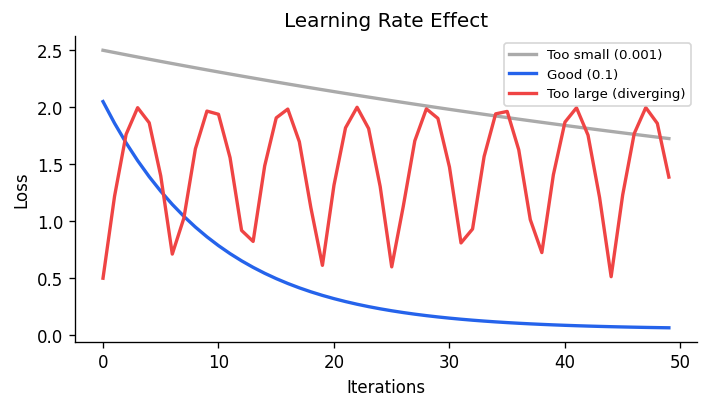 Learning Rate Effect
Too small (0.001)
Good (0.1)
Too large (diverging)
Loss
2.5
2.0
1.5
1.0
0.5
0.0
0 10 20 30 40 50
Iterations